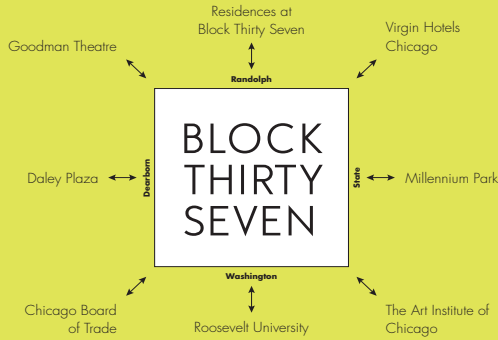 Residences at
Block Thirty Seven
Goodman Theatre
Virgin Hotels
Chicago
Randolph
BLOCK
THIRTY
SEVEN
Daley Plaza
Dearborn
State
Millennium Park
Washington
Chicago Board
of Trade
Roosevelt University
The Art Institute of
Chicago